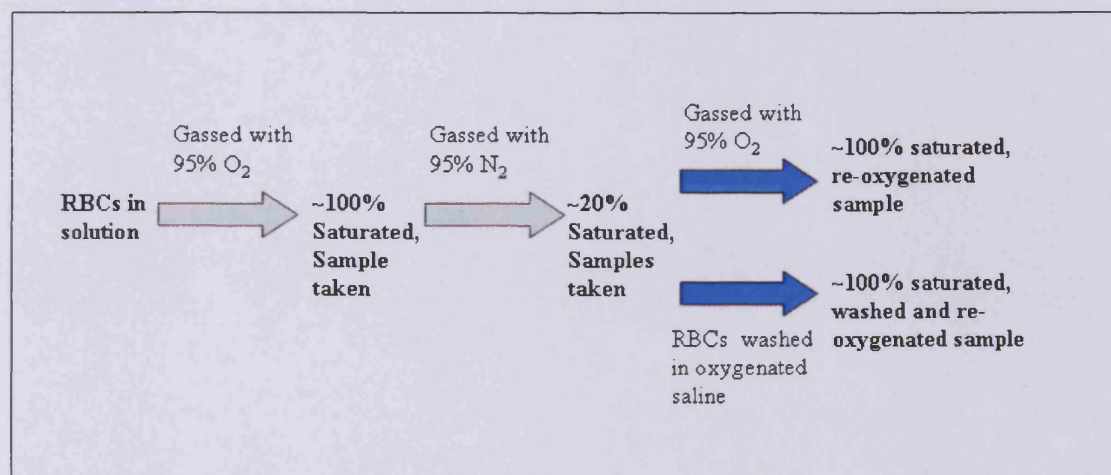 RBCs in
solution
Gassed with
95% O₂
~100%
Saturated,
Sample
taken
Gassed with
95% N₂
~20%
Saturated,
Samples
taken
Gassed with
95% O₂
~100% saturated,
re-oxygenated
sample
RBCs washed
in oxygenated
saline
~100% saturated,
washed and re-
oxygenated sample